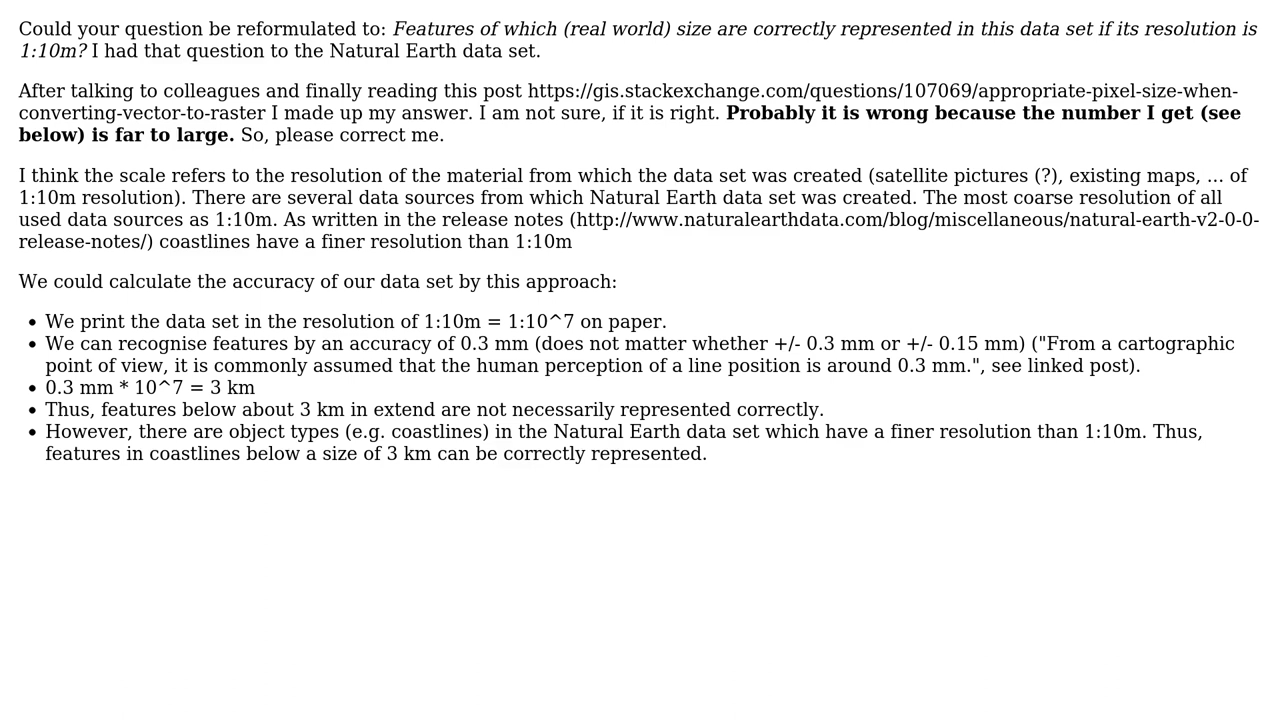 Could your question be reformulated to: Features of which (real world) size are correctly represented in this data set if its resolution is
1:10m? I had that question to the Natural Earth data set.
After talking to colleagues and finally reading this post https://gis.stackexchange.com/questions/107069/appropriate-pixel-size-when-
converting-vector-to-raster I made up my answer. I am not sure, if it is right. Probably it is wrong because the number I get (see
below) is far to large. So, please correct me.
I think the scale refers to the resolution of the material from which the data set was created (satellite pictures (?), existing maps, ... of
1:10m resolution). There are several data sources from which Natural Earth data set was created. The most coarse resolution of all
used data sources as 1:10m. As written in the release notes (http://www.naturalearthdata.com/blog/miscellaneous/natural-earth-v2-0-0-
release-notes/) coastlines have a finer resolution than 1:10m
We could calculate the accuracy of our data set by this approach:
• We print the data set in the resolution of 1:10m = 1:10^7 on paper.
• We can recognise features by an accuracy of 0.3 mm (does not matter whether +/- 0.3 mm or +/- 0.15 mm) ("From a cartographic
point of view, it is commonly assumed that the human perception of a line position is around 0.3 mm.", see linked post).
• 0.3 mm * 10^7 = 3 km
• Thus, features below about 3 km in extend are not necessarily represented correctly.
• However, there are object types (e.g. coastlines) in the Natural Earth data set which have a finer resolution than 1:10m. Thus,
features in coastlines below a size of 3 km can be correctly represented.